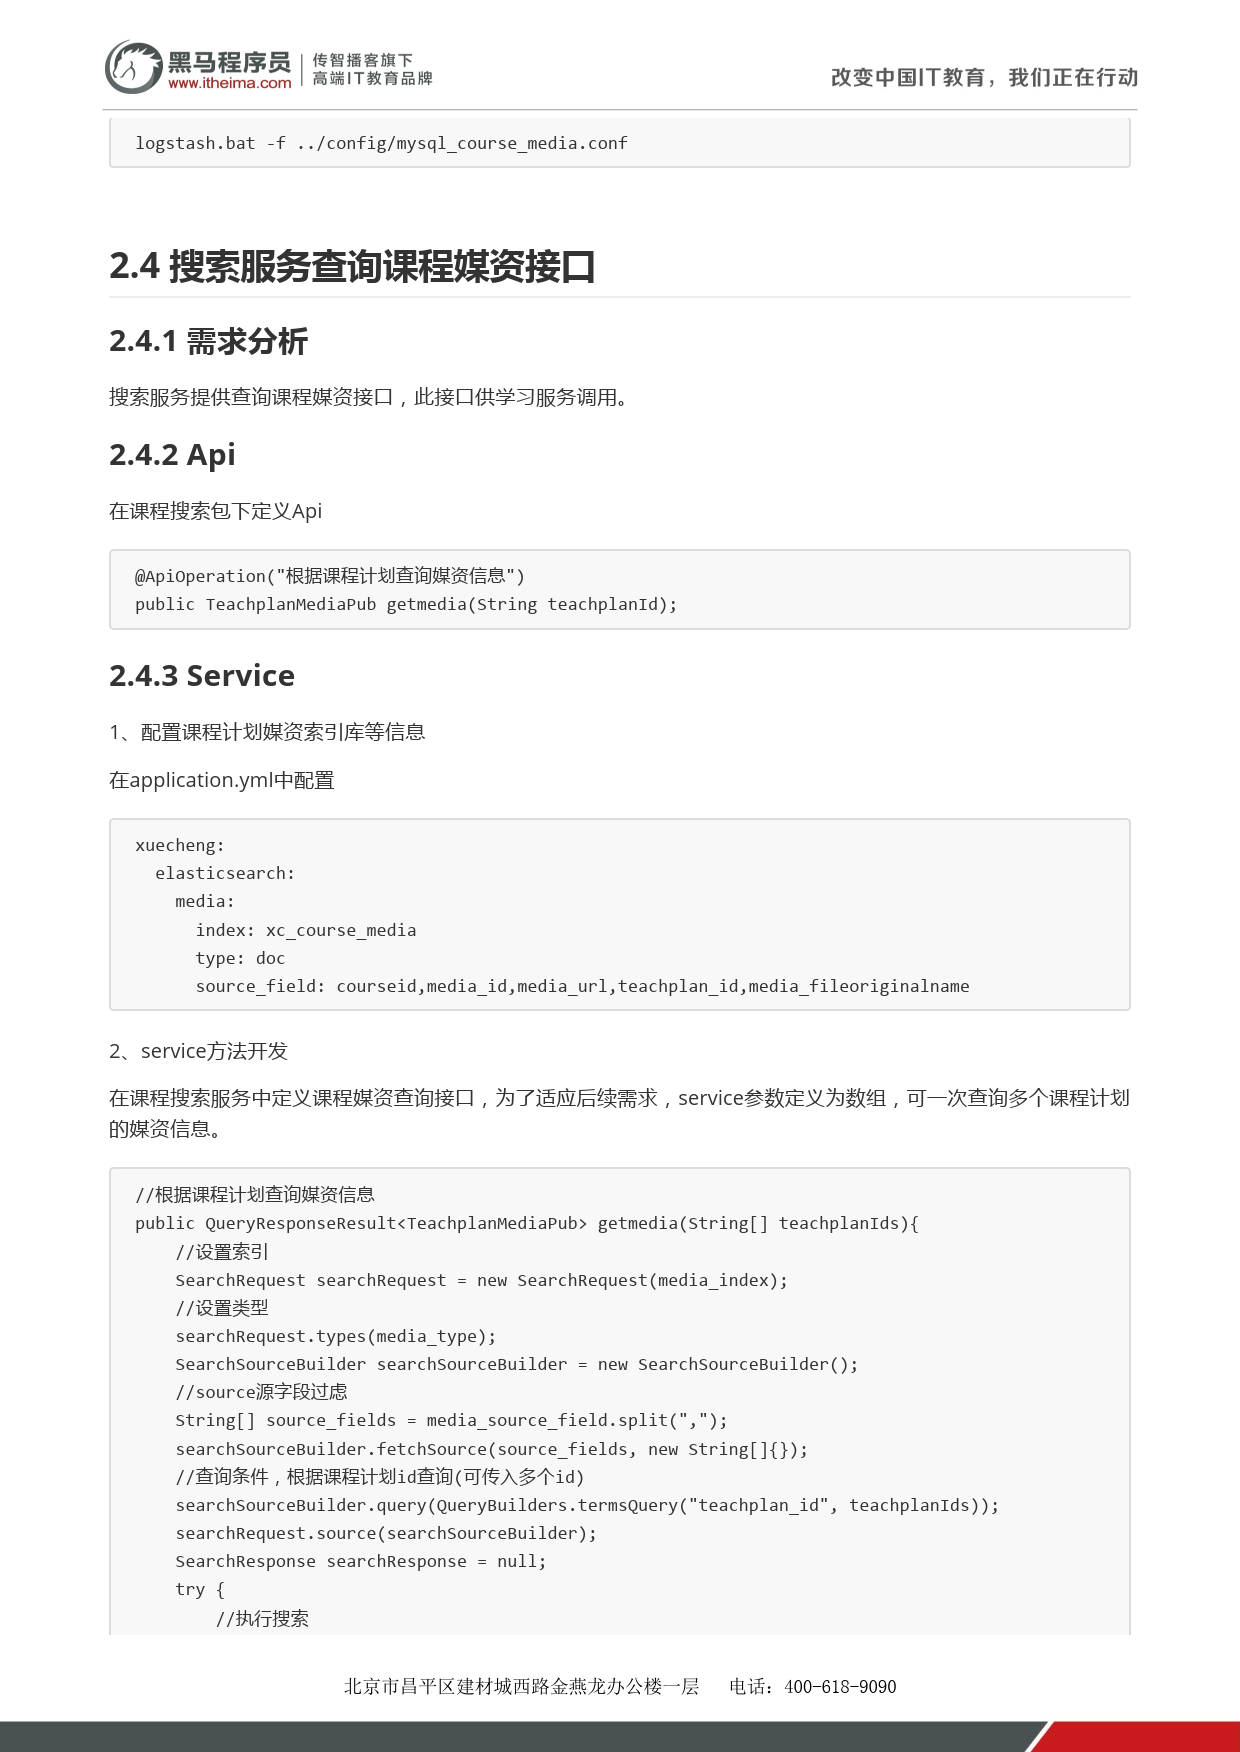 黑马程序员
www.itheima.com
传智播客旗下
高端IT教育品牌
改变中国IT教育，我们正在行动
logstash.bat -f ../config/mysql_course_media.conf
2.4 搜索服务查询课程媒资接口
2.4.1 需求分析
搜索服务提供查询课程媒资接口，此接口供学习服务调用。
2.4.2 Api
在课程搜索包下定义Api
@ApiOperation("根据课程计划查询媒资信息")
public TeachplanMediaPub getmedia(String teachplanId);
2.4.3 Service
1、配置课程计划媒资索引库等信息
在application.yml中配置
xuecheng:
  elasticsearch:
    media:
      index: xc_course_media
      type: doc
      source_field: courseid,media_id,media_url,teachplan_id,media_fileoriginalname
2、service方法开发
在课程搜索服务中定义课程媒资查询接口，为了适应后续需求，service参数定义为数组，可一次查询多个课程计划
的媒资信息。
//根据课程计划查询媒资信息
public QueryResponseResult<TeachplanMediaPub> getmedia(String[] teachplanIds){
    //设置索引
    SearchRequest searchRequest = new SearchRequest(media_index);
    //设置类型
    searchRequest.types(media_type);
    SearchSourceBuilder searchSourceBuilder = new SearchSourceBuilder();
    //source源字段过虑
    String[] source_fields = media_source_field.split(",");
    searchSourceBuilder.fetchSource(source_fields, new String[]{});
    //查询条件，根据课程计划id查询(可传入多个id)
    searchSourceBuilder.query(QueryBuilders.termsQuery("teachplan_id", teachplanIds));
    searchRequest.source(searchSourceBuilder);
    SearchResponse searchResponse = null;
    try {
        //执行搜索
北京市昌平区建材城西路金燕龙办公楼一层 电话：400-618-9090